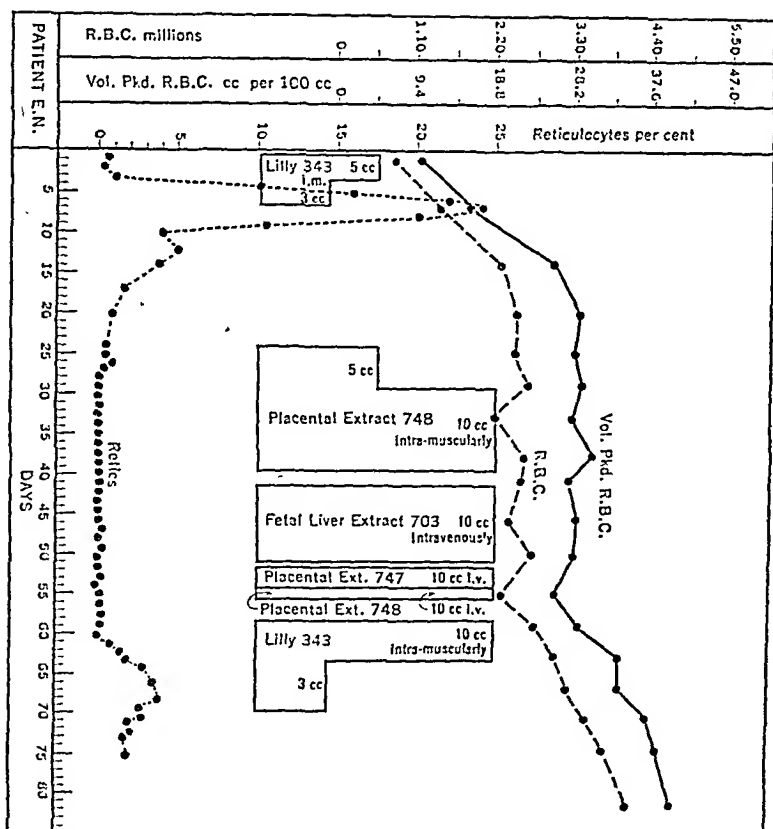 R.B.C. millions
0
1.10
2.20
3.30
4.40
5.50
Vol. Pkd. R.B.C. cc per 100 cc
0
9.4
18.8
28.2
37.6
47.0
PATIENT E.N.
0
5
10
15
20
25
Reticulocytes per cent
Lilly 343 5 cc
i.m.
3 cc
5
10
15
20
25
30
35
40
45
50
55
60
65
70
75
80
DAYS
5 cc
Placental Extract 748 10 cc
Intra-muscularly
Fetal Liver Extract 703 10 cc
Intravenously
Placental Ext. 747 10 cc i.v.
Placental Ext. 748 10 cc i.v.
Lilly 343 10 cc
Intra-muscularly
3 cc
Retics
R.B.C.
Vol. Pkd. R.B.C.